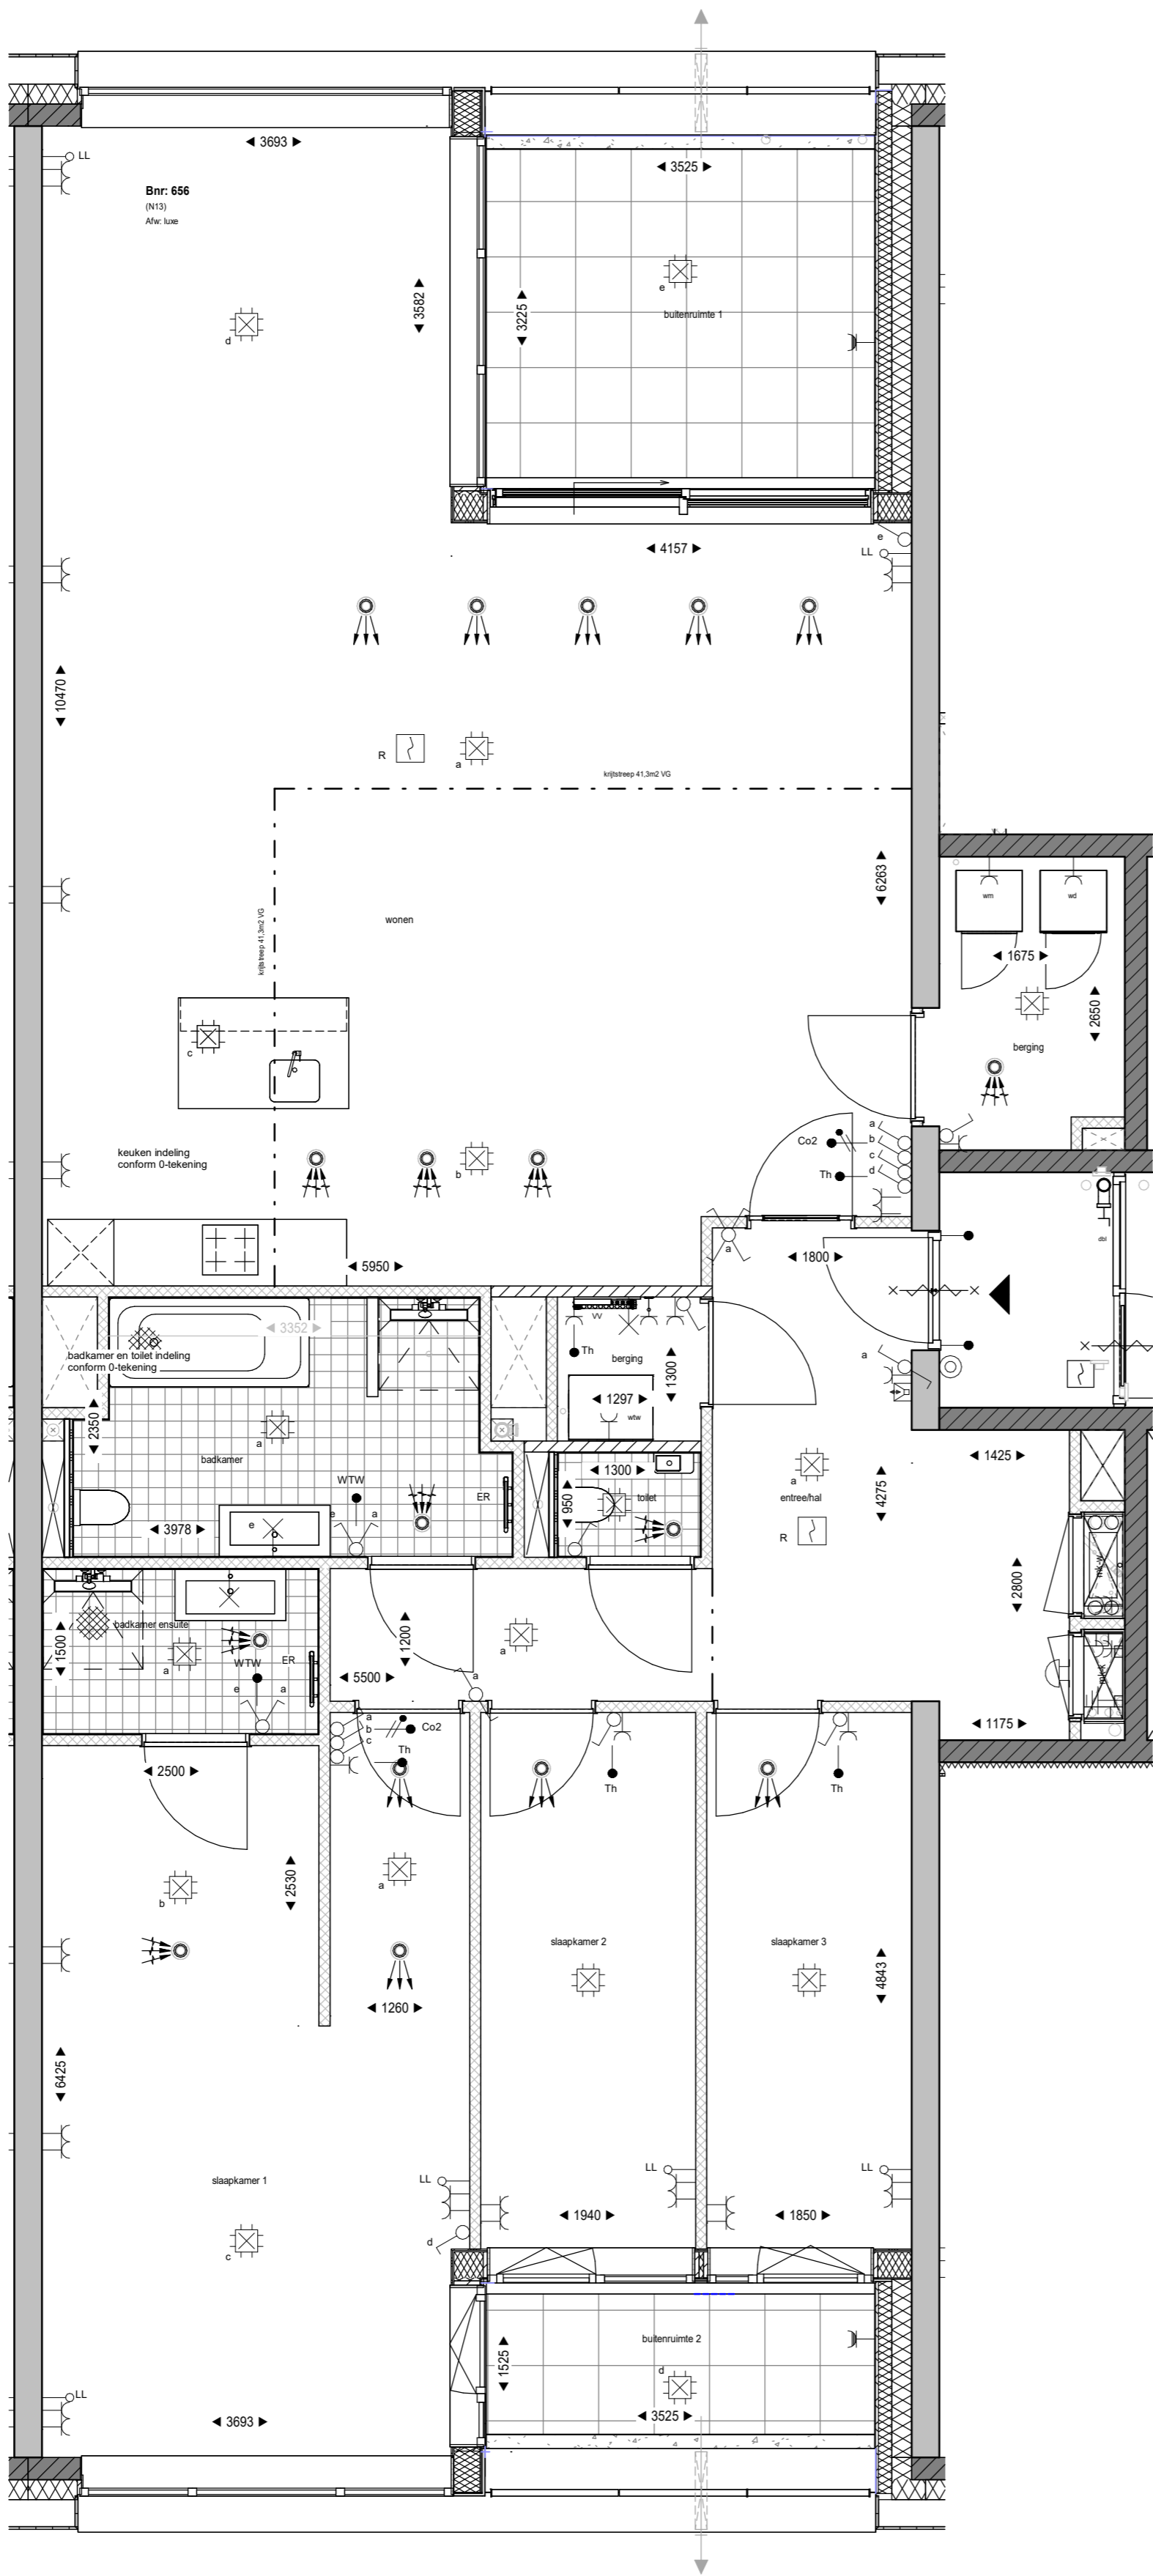 LL
3693
3525
Bnr: 656
(N13)
Afw: luxe
e
3582
3225
buitenruimte 1
d
e
4157
LL
10470
R
a
krijtstreep 41,3m2 VG
6263
wm
wd
krijtstreep 41,3m2 VG
wonen
1675
2650
c
berging
a
Co2
b
keuken indeling
conform 0-tekening
c
b
Th
d
dbl
a
1800
5950
3352
vv
badkamer en toilet indeling
conform 0-tekening
Th
berging
1300
a
1297
wtw
2350
a
1425
badkamer
1300
WTW
ER
a
950
toilet
entree/hal
4275
e
3978
e
a
R
mk-w
2800
badkamer ensuite
1500
1200
a
a
WTW
ER
5500
a
e
a
mk-k
a
b
Co2
c
1175
Th
2500
Th
Th
2530
a
b
slaapkamer 2
slaapkamer 3
4843
1260
6425
slaapkamer 1
LL
LL
LL
1940
1850
d
c
buitenruimte 2
1525
d
LL
3693
3525